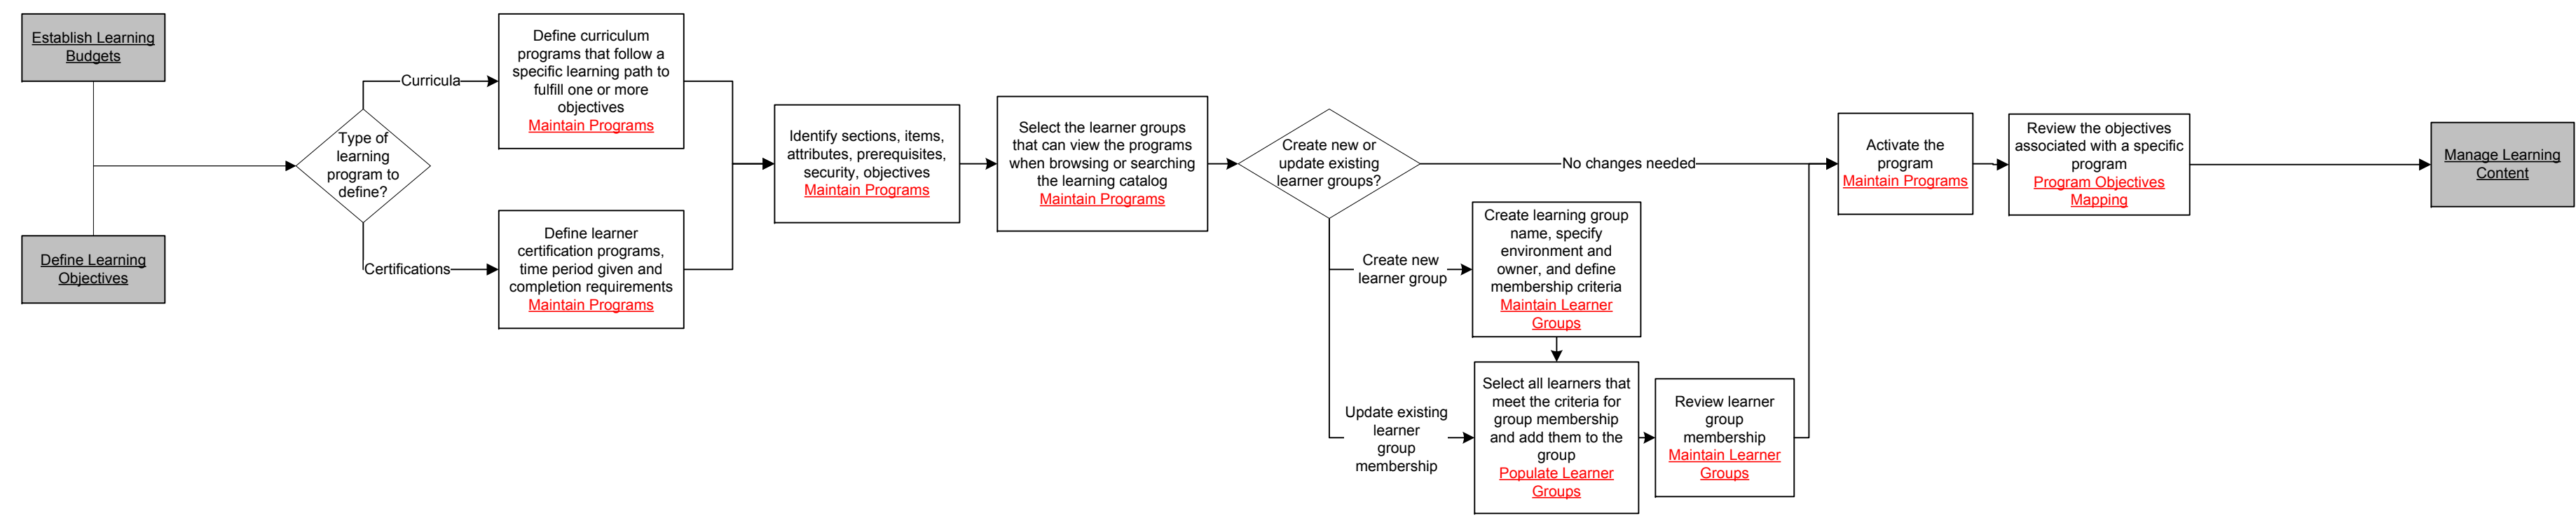 Establish Learning
Budgets
Define Learning
Objectives
Type of
learning
program to
define?
Curricula
Certifications
Define curriculum
programs that follow a
specific learning path to
fulfill one or more
objectives
Maintain Programs
Define learner
certification programs,
time period given and
completion requirements
Maintain Programs
Identify sections, items,
attributes, prerequisites,
security, objectives
Maintain Programs
Select the learner groups
that can view the programs
when browsing or searching
the learning catalog
Maintain Programs
Create new or
update existing
learner groups?
No changes needed
Create new
learner group
Update existing
learner
group
membership
Create learning group
name, specify
environment and
owner, and define
membership criteria
Maintain Learner
Groups
Select all learners that
meet the criteria for
group membership
and add them to the
group
Populate Learner
Groups
Review learner
group
membership
Maintain Learner
Groups
Activate the
program
Maintain Programs
Review the objectives
associated with a specific
program
Program Objectives
Mapping
Manage Learning
Content